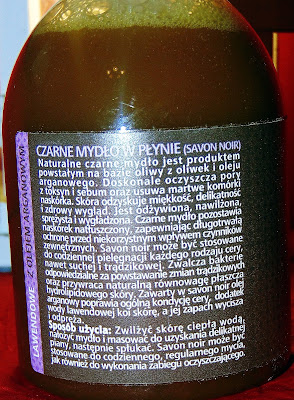 CZARNE MYDŁO W PŁYNIE (SAVON NOIR)
Naturalne czarne mydło jest produktem
powstałym na bazie oliwy z oliwek i oleju
arganowego. Doskonale oczyszcza pory
z toksyn i sebum oraz usuwa martwe komórki
naskórka. Skóra odzyskuje miękkość, delikatność
i zdrowy wygląd. Jest odżywiona, nawilżona,
sprężysta i wygładzona. Czarne mydło pozostawia
naskórek natłuszczony, zapewniając długotrwałą
ochronę przed niekorzystnym wpływem czynników
zewnętrznych. Savon noir może być stosowane
do codziennej pielęgnacji każdego rodzaju cery,
nawet suchej i trądzikowej. Zwalcza bakterie
odpowiedzialne za powstawanie zmian trądzikowych
oraz przywraca naturalną równowagę płaszcza
hydrolipidowego skóry. Zwarty w savon noir olej
arganowy poprawia ogólną kondycję cery, dodatek
wody lawendowej koi skórę, a jej zapach wycisza
i odpręża.
Sposób użycia: Zwilżyć skórę ciepłą wodą,
nałożyć mydło i masować do uzyskania delikatnej
piany, następnie spłukać. Savon noir może być
stosowane do codziennego, regularnego mycia,
jak również do wykonania zabiegu oczyszczającego.
LAWENDOWE Z OLEJEM ARGANOWYM